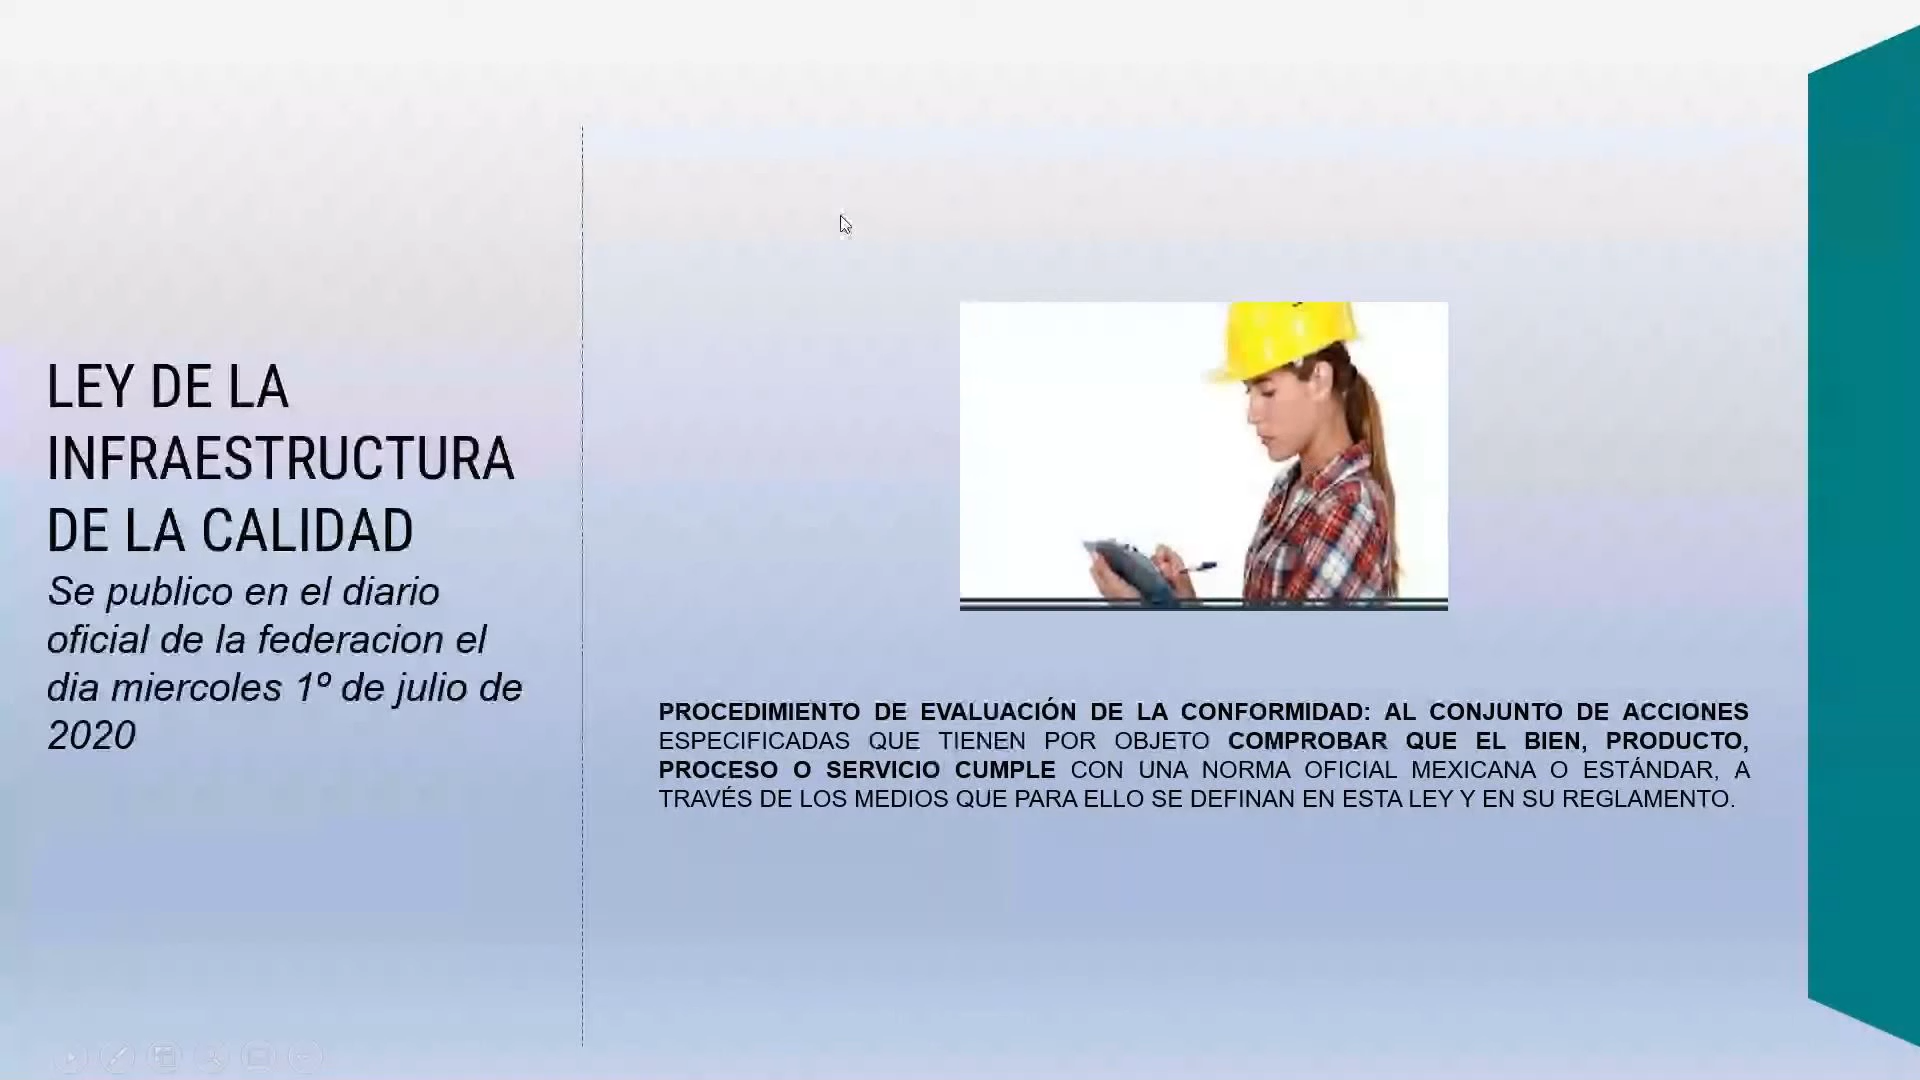 LEY DE LA
INFRAESTRUCTURA
DE LA CALIDAD
Se publico en el diario
oficial de la federacion el
dia miercoles 1º de julio de
2020
PROCEDIMIENTO DE EVALUACIÓN DE LA CONFORMIDAD: AL CONJUNTO DE ACCIONES
ESPECIFICADAS QUE TIENEN POR OBJETO COMPROBAR QUE EL BIEN, PRODUCTO,
PROCESO O SERVICIO CUMPLE CON UNA NORMA OFICIAL MEXICANA O ESTÁNDAR, A
TRAVÉS DE LOS MEDIOS QUE PARA ELLO SE DEFINAN EN ESTA LEY Y EN SU REGLAMENTO.